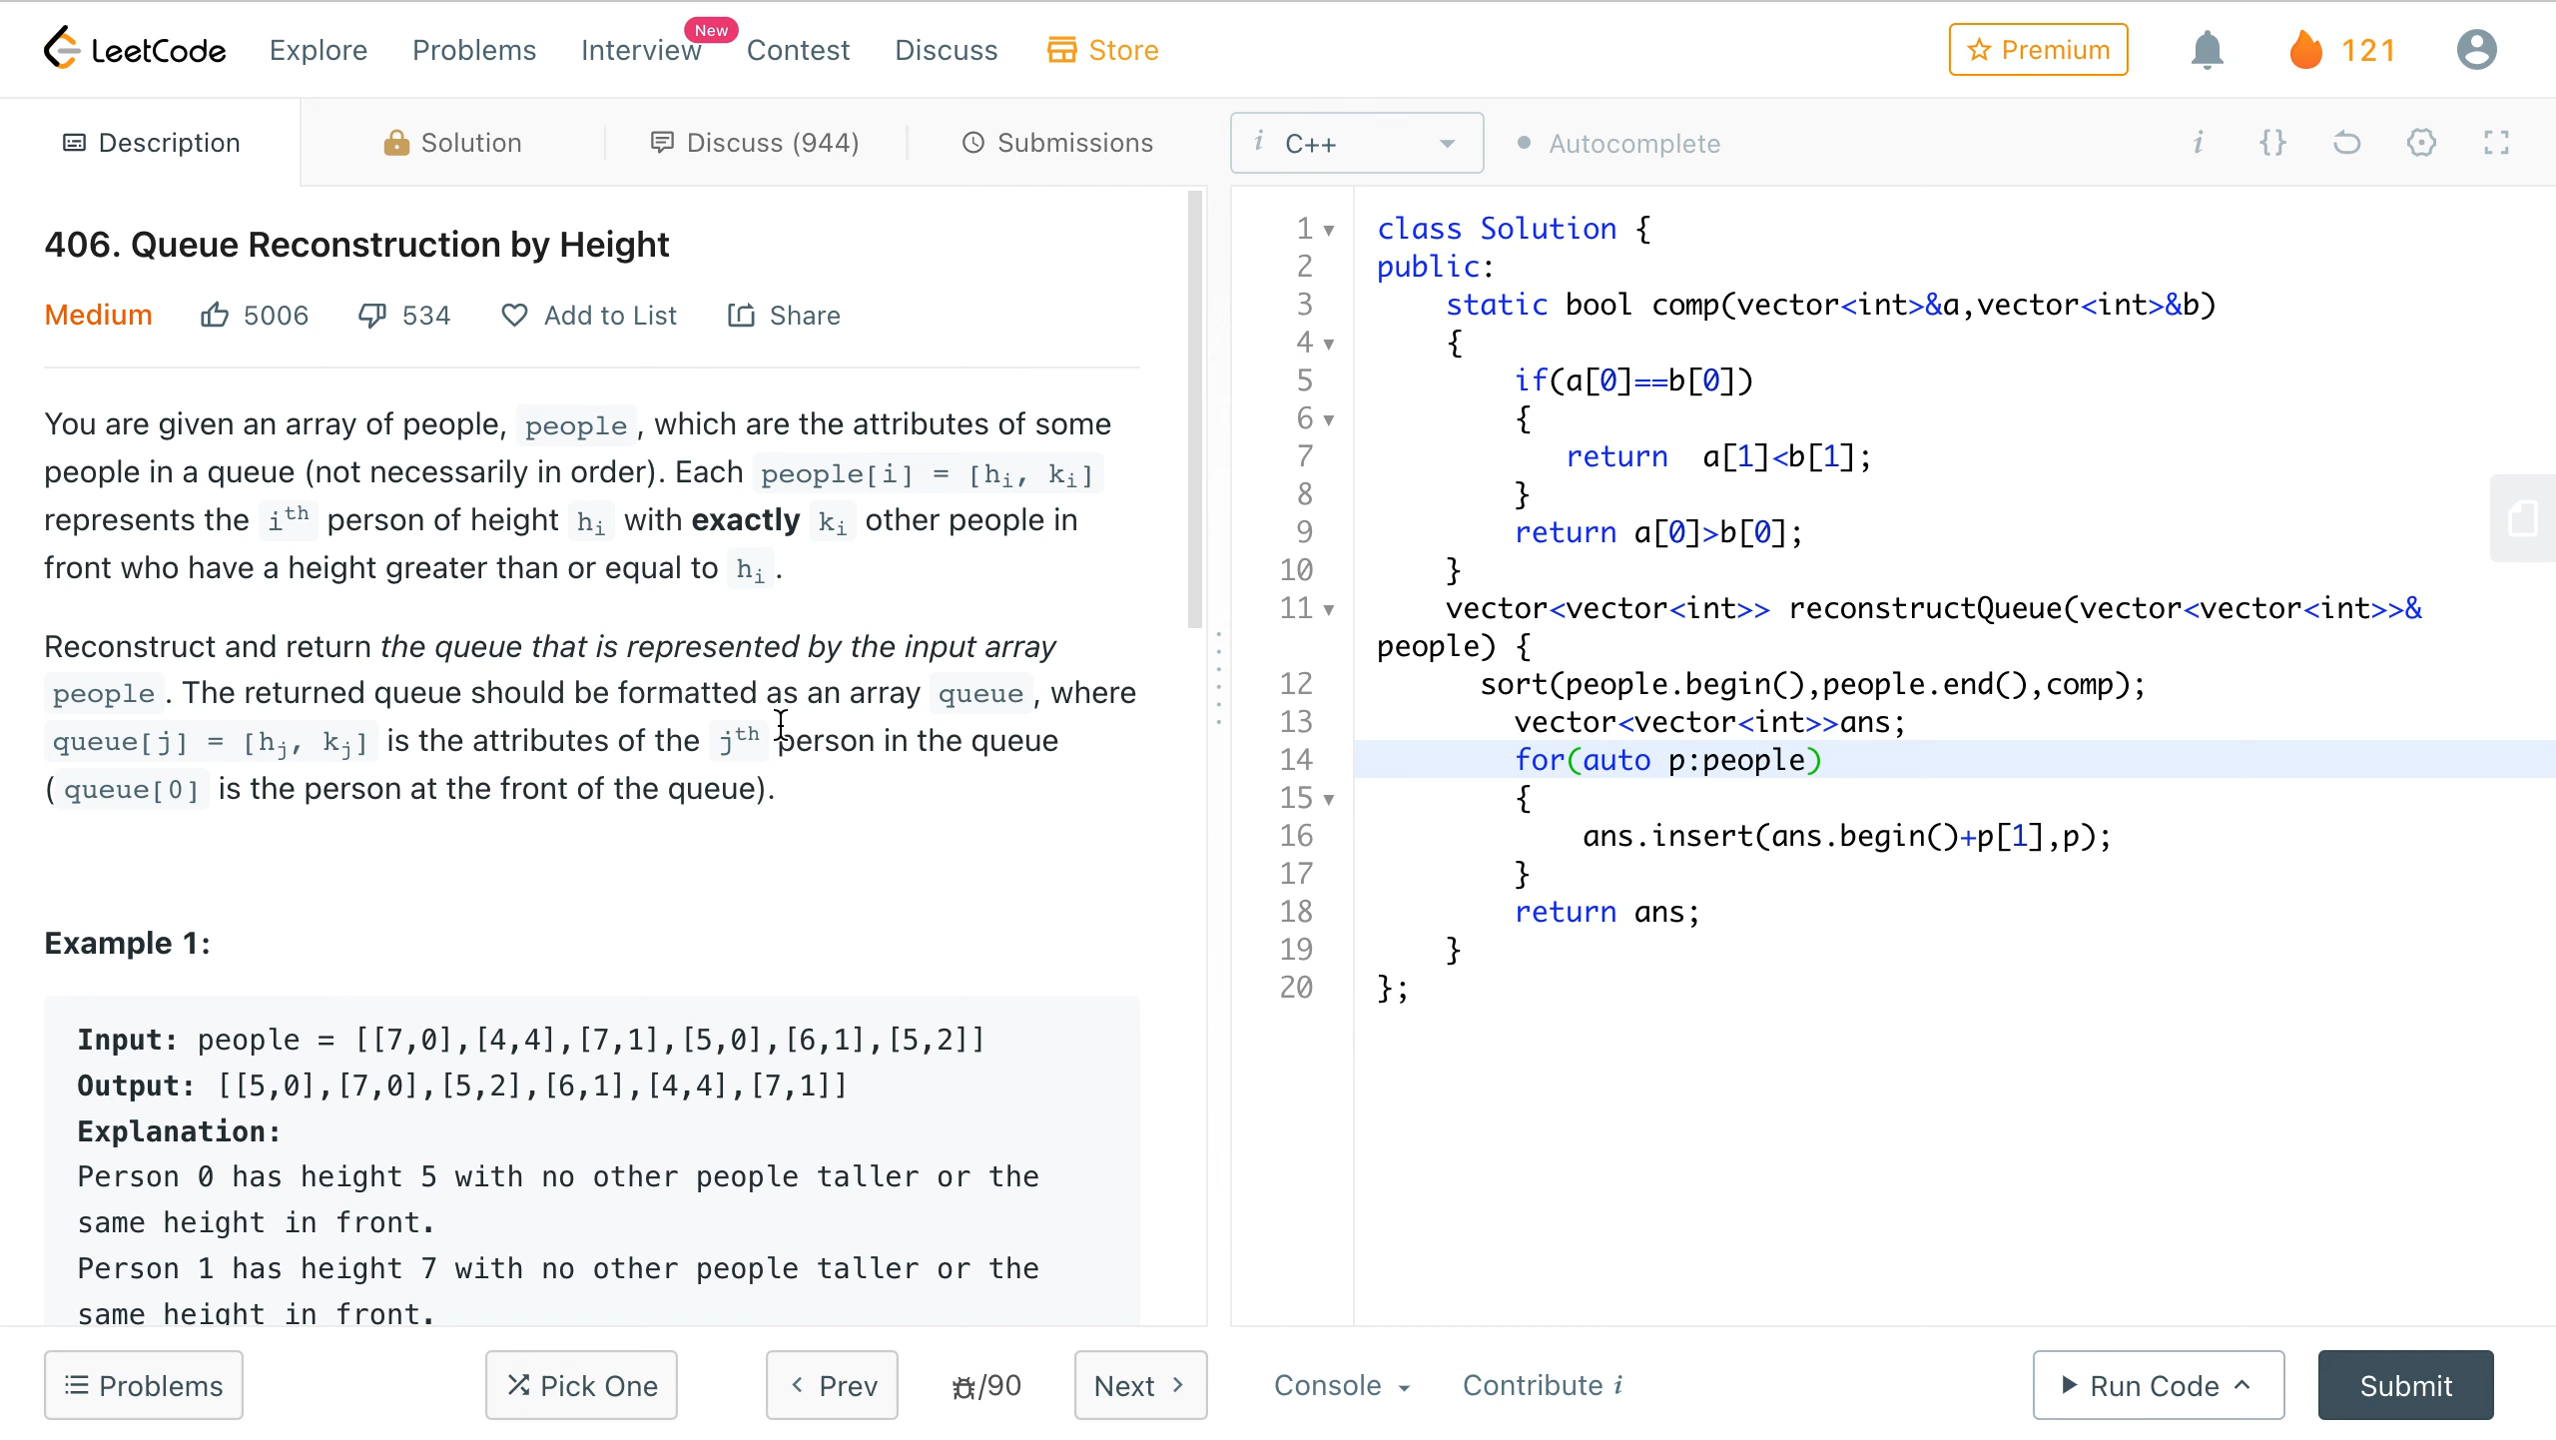 LeetCode Explore Problems Interview New Contest Discuss Store Premium 121
Description Solution Discuss (944) Submissions
i C++ Autocomplete i {}
406. Queue Reconstruction by Height
Medium 5006 534 Add to List Share
You are given an array of people, people , which are the attributes of some
people in a queue (not necessarily in order). Each people[i] = [hi, ki]
represents the ith person of height hi with exactly ki other people in
front who have a height greater than or equal to hi .
Reconstruct and return the queue that is represented by the input array
people . The returned queue should be formatted as an array queue , where
queue[j] = [hj, kj] is the attributes of the jth person in the queue
( queue[0] is the person at the front of the queue).
Example 1:
Input: people = [[7,0],[4,4],[7,1],[5,0],[6,1],[5,2]]
Output: [[5,0],[7,0],[5,2],[6,1],[4,4],[7,1]]
Explanation:
Person 0 has height 5 with no other people taller or the
same height in front.
Person 1 has height 7 with no other people taller or the
same height in front.
1 class Solution {
2 public:
3 static bool comp(vector<int>&a,vector<int>&b)
4 {
5 if(a[0]==b[0])
6 {
7 return  a[1]<b[1];
8 }
9 return a[0]>b[0];
10 }
11 vector<vector<int>> reconstructQueue(vector<vector<int>>&
people) {
12 sort(people.begin(),people.end(),comp);
13 vector<vector<int>>ans;
14 for(auto p:people)
15 {
16 ans.insert(ans.begin()+p[1],p);
17 }
18 return ans;
19 }
20 };
Problems Pick One Prev /90 Next Console Contribute i Run Code Submit